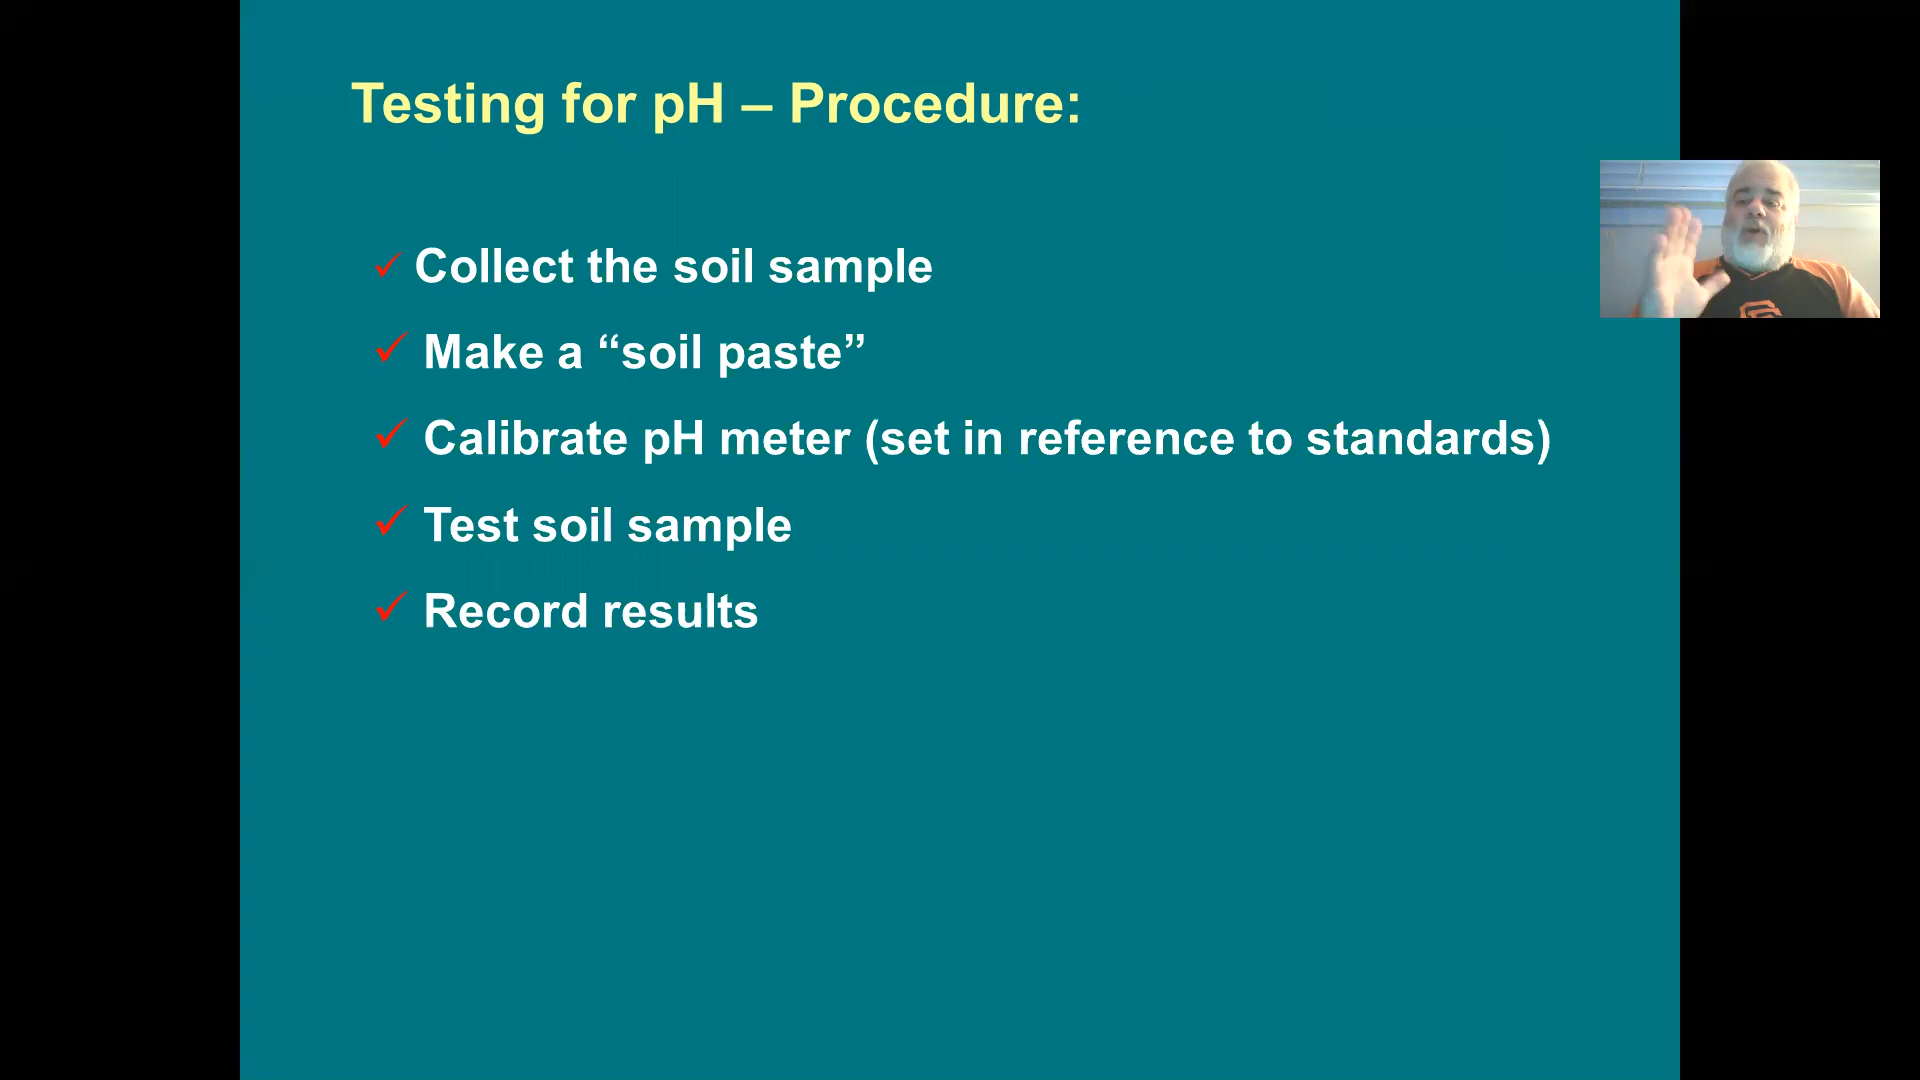 Testing for pH – Procedure:
Collect the soil sample
Make a “soil paste”
Calibrate pH meter (set in reference to standards)
Test soil sample
Record results